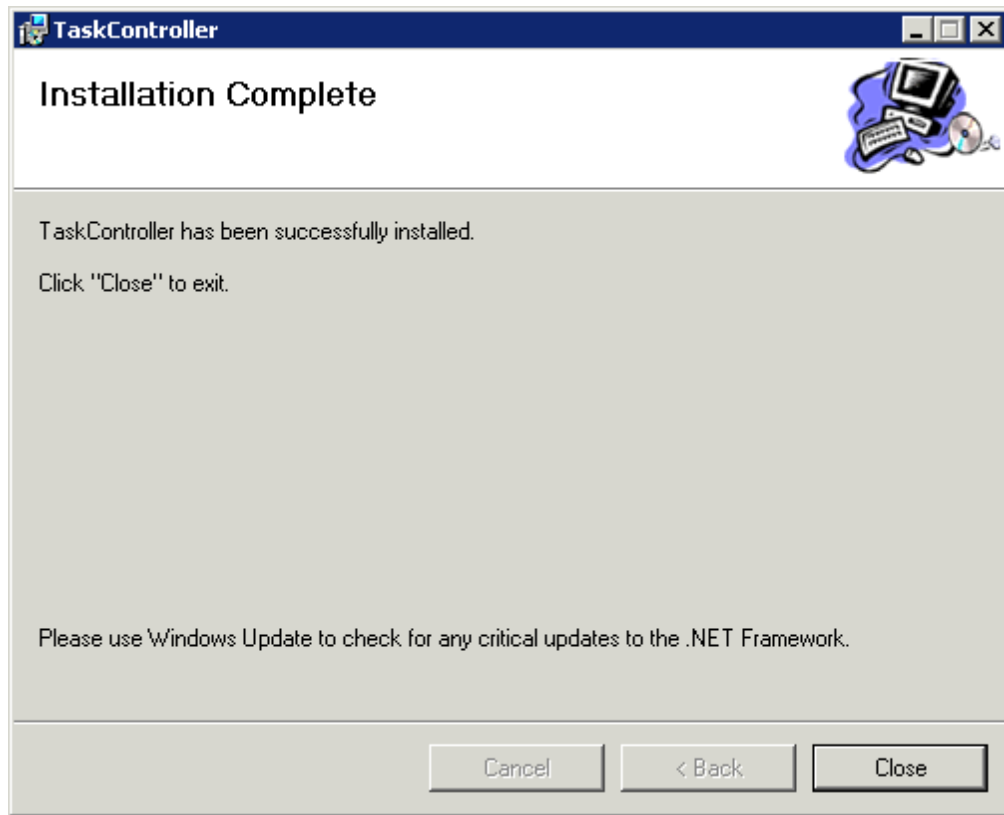 TaskController
Installation Complete
TaskController has been successfully installed.
Click "Close" to exit.
Please use Windows Update to check for any critical updates to the .NET Framework.
Cancel
< Back
Close